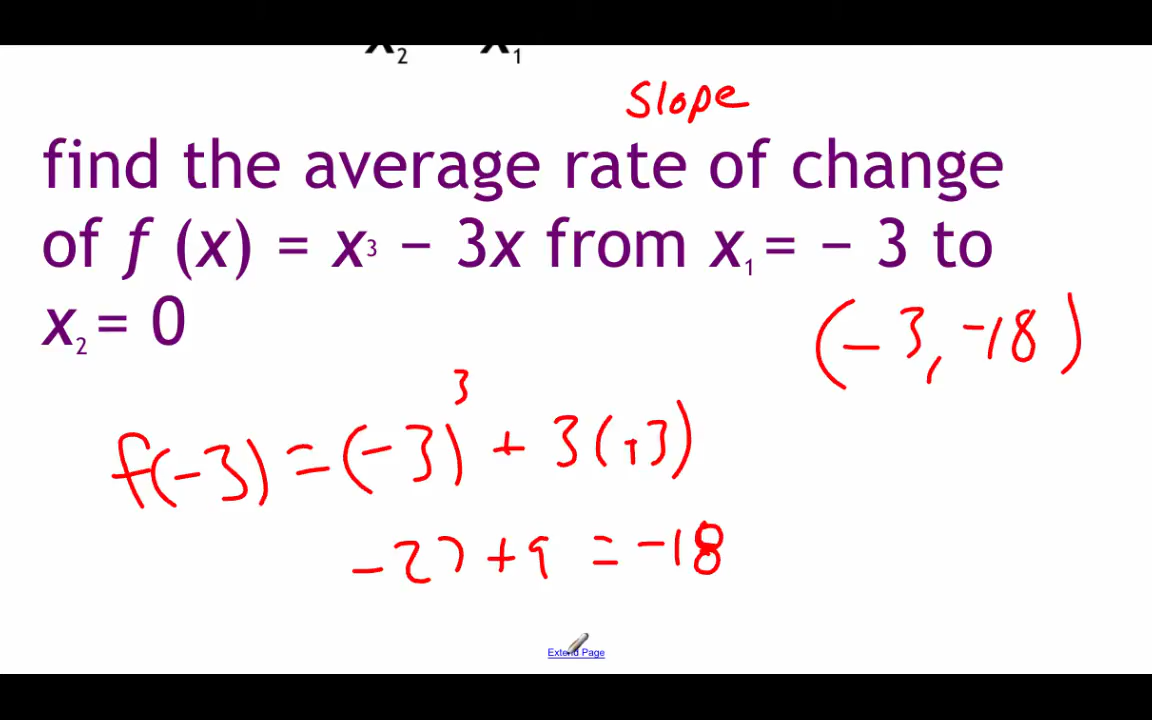 x₂ x₁
Slope
find the average rate of change
of f (x) = x³ − 3x from x₁ = − 3 to
x₂ = 0
(−3, −18)
f(−3) = (−3)³ + 3(+3)
−27 + 9 = −18
Extend Page